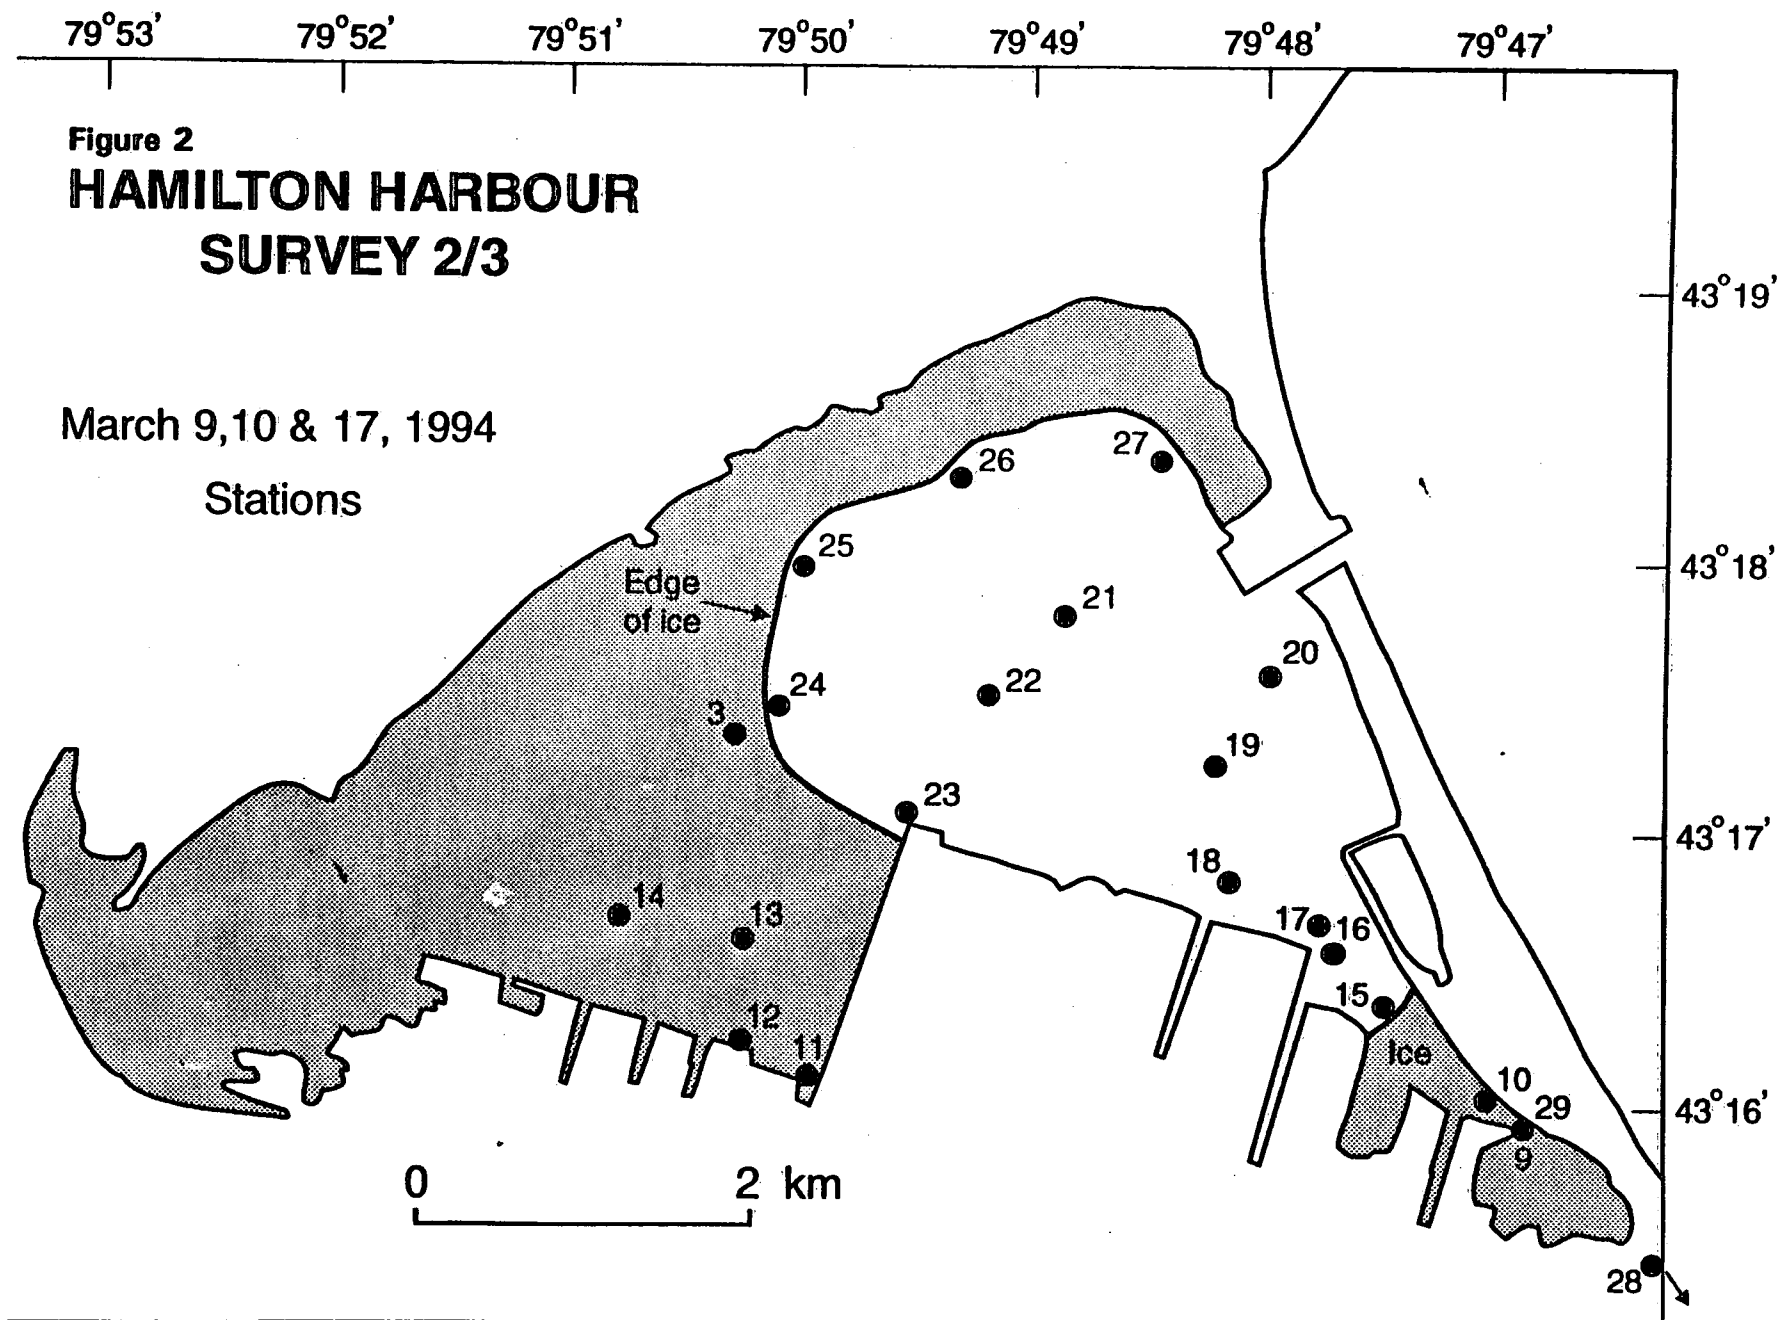 79°53' 79°52' 79°51' 79°50' 79°49' 79°48' 79°47'
Figure 2
HAMILTON HARBOUR
SURVEY 2/3
43°19'
March 9,10 & 17, 1994
Stations
27
26
25
43°18'
Edge
of ice
21
20
24
22
3
19
23
43°17'
18
14
13
17
16
15
12
11
Ice
10
29
43°16'
9
0 2 km
28